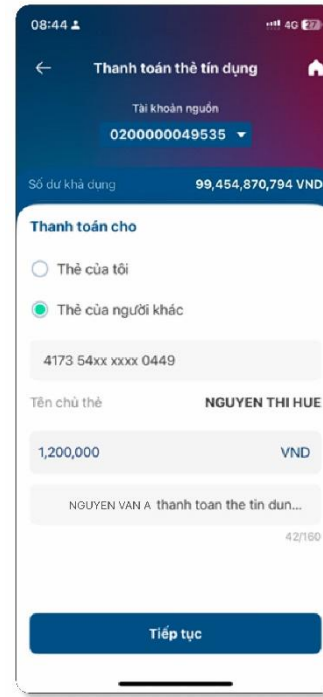 08:44
4G 27
Thanh toán thẻ tín dụng
Tài khoản nguồn
0200000049535
Số dư khả dụng 99,454,870,794 VND
Thanh toán cho
Thẻ của tôi
Thẻ của người khác
4173 54xx xxxx 0449
Tên chủ thẻ NGUYEN THI HUE
1,200,000 VND
NGUYEN VAN A thanh toan the tin dun...
42/160
Tiếp tục